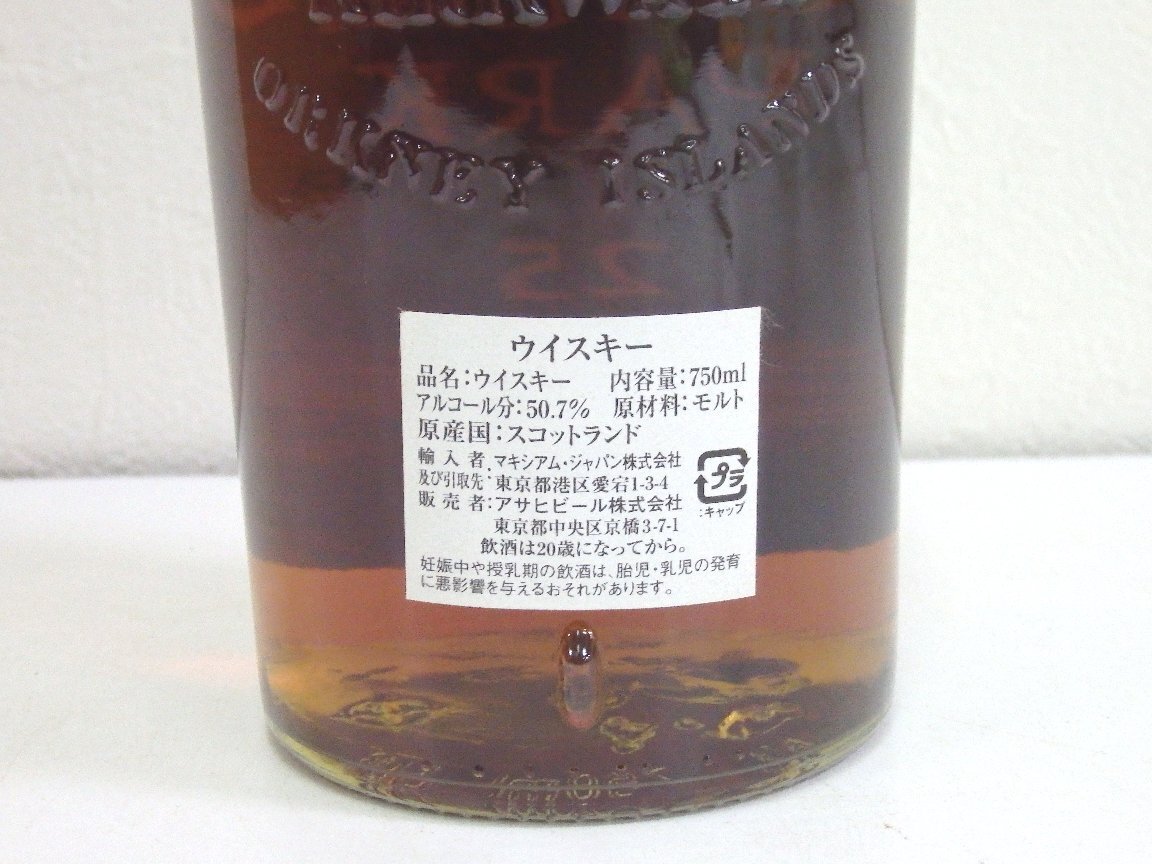 ORKNEY ISLANDS
25
ウイスキー
品名:ウイスキー 内容量:750ml
アルコール分:50.7% 原材料:モルト
原産国:スコットランド
輸入者及び引取先:マキシアム・ジャパン株式会社
東京都港区愛宕1-3-4
販売者:アサヒビール株式会社
東京都中央区京橋3-7-1
プラ
:キャップ
飲酒は20歳になってから。
妊娠中や授乳期の飲酒は、胎児・乳児の発育
に悪影響を与えるおそれがあります。